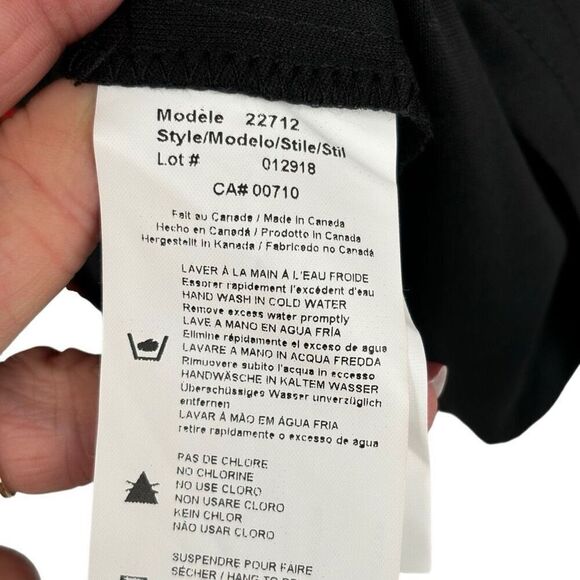 Modèle 22712
Style/Modelo/Stile/Stil
Lot # 012918
CA# 00710
Fait au Canada / Made in Canada
Hecho en Canadá / Prodotto in Canada
Hergestellt in Kanada / Fabricado no Canadá
LAVER À LA MAIN À L'EAU FROIDE
Essorer rapidement l'excédent d'eau
HAND WASH IN COLD WATER
Remove excess water promptly
LAVE A MANO EN AGUA FRÍA
Elimine rápidamente el exceso de agua
LAVARE A MANO IN ACQUA FREDDA
Rimuovere subito l'acqua in eccesso
HANDWÄSCHE IN KALTEM WASSER
Überschüssiges Wasser unverzüglich
entfernen
LAVAR À MÃO EM ÁGUA FRIA
retire rapidamente o excesso de água
PAS DE CHLORE
NO CHLORINE
NO USE CLORO
NON USARE CLORO
KEIN CHLOR
NÃO USAR CLORO
SUSPENDRE POUR FAIRE
SÉCHER / HANG TO